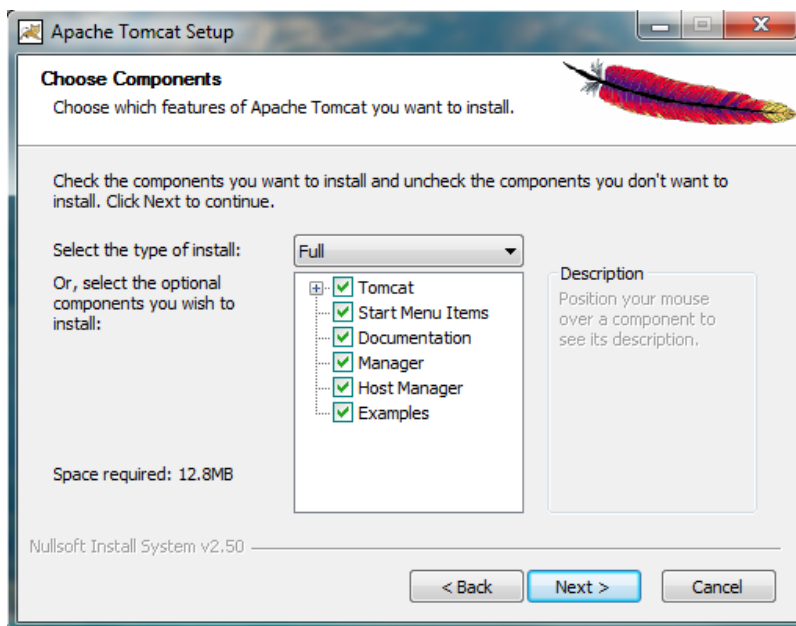 Apache Tomcat Setup
Choose Components
Choose which features of Apache Tomcat you want to install.
Check the components you want to install and uncheck the components you don't want to
install. Click Next to continue.
Select the type of install:
Full
Or, select the optional
components you wish to
install:
Tomcat
Start Menu Items
Documentation
Manager
Host Manager
Examples
Description
Position your mouse
over a component to
see its description.
Space required: 12.8MB
Nullsoft Install System v2.50
< Back
Next >
Cancel